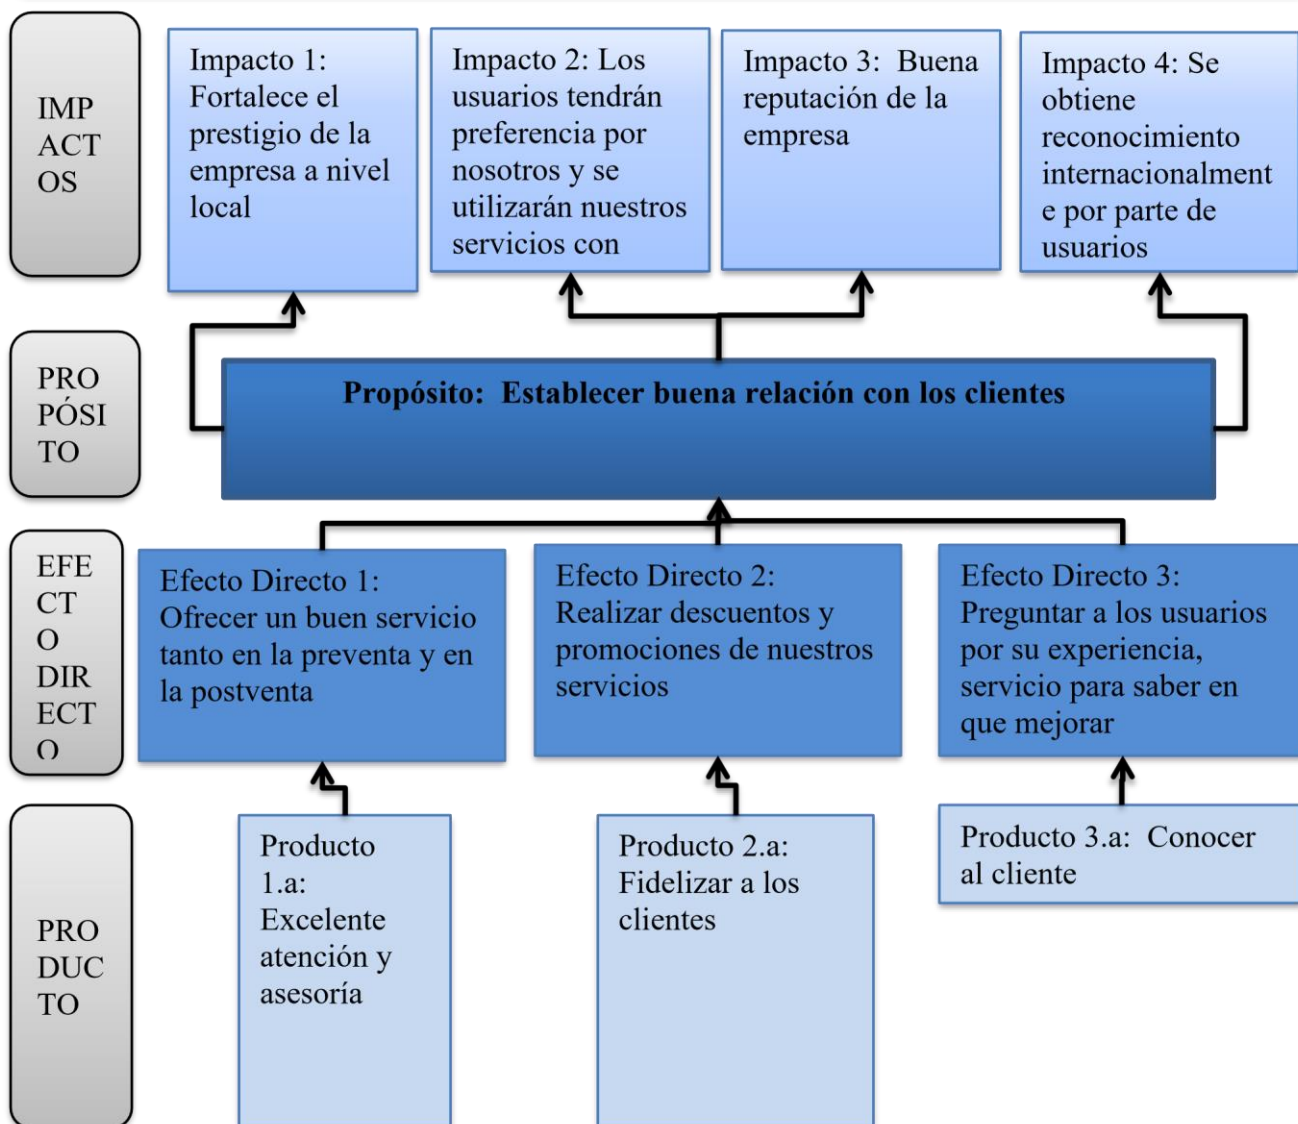 IMP
ACT
OS
Impacto 1:
Fortalece el
prestigio de la
empresa a nivel
local
Impacto 2: Los
usuarios tendrán
preferencia por
nosotros y se
utilizarán nuestros
servicios con
Impacto 3:  Buena
reputación de la
empresa
Impacto 4: Se
obtiene
reconocimiento
internacionalment
e por parte de
usuarios
PRO
PÓSI
TO
Propósito:  Establecer buena relación con los clientes
EFE
CT
O
DIR
ECT
O
Efecto Directo 1:
Ofrecer un buen servicio
tanto en la preventa y en
la postventa
Efecto Directo 2:
Realizar descuentos y
promociones de nuestros
servicios
Efecto Directo 3:
Preguntar a los usuarios
por su experiencia,
servicio para saber en
que mejorar
PRO
DUC
TO
Producto
1.a:
Excelente
atención y
asesoría
Producto 2.a:
Fidelizar a los
clientes
Producto 3.a:  Conocer
al cliente